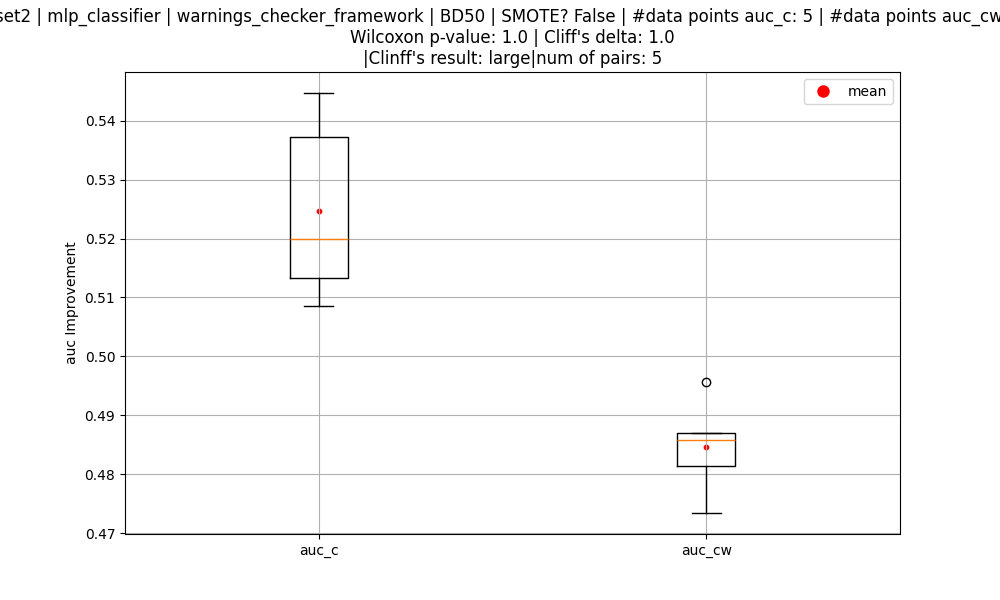 set2 | mlp_classifier | warnings_checker_framework | BD50 | SMOTE? False | #data points auc_c: 5 | #data points auc_cw
Wilcoxon p-value: 1.0 | Cliff's delta: 1.0
|Clinff's result: large|num of pairs: 5
mean
0.54
0.53
0.52
0.51
0.50
0.49
0.48
0.47
auc Improvement
auc_c
auc_cw